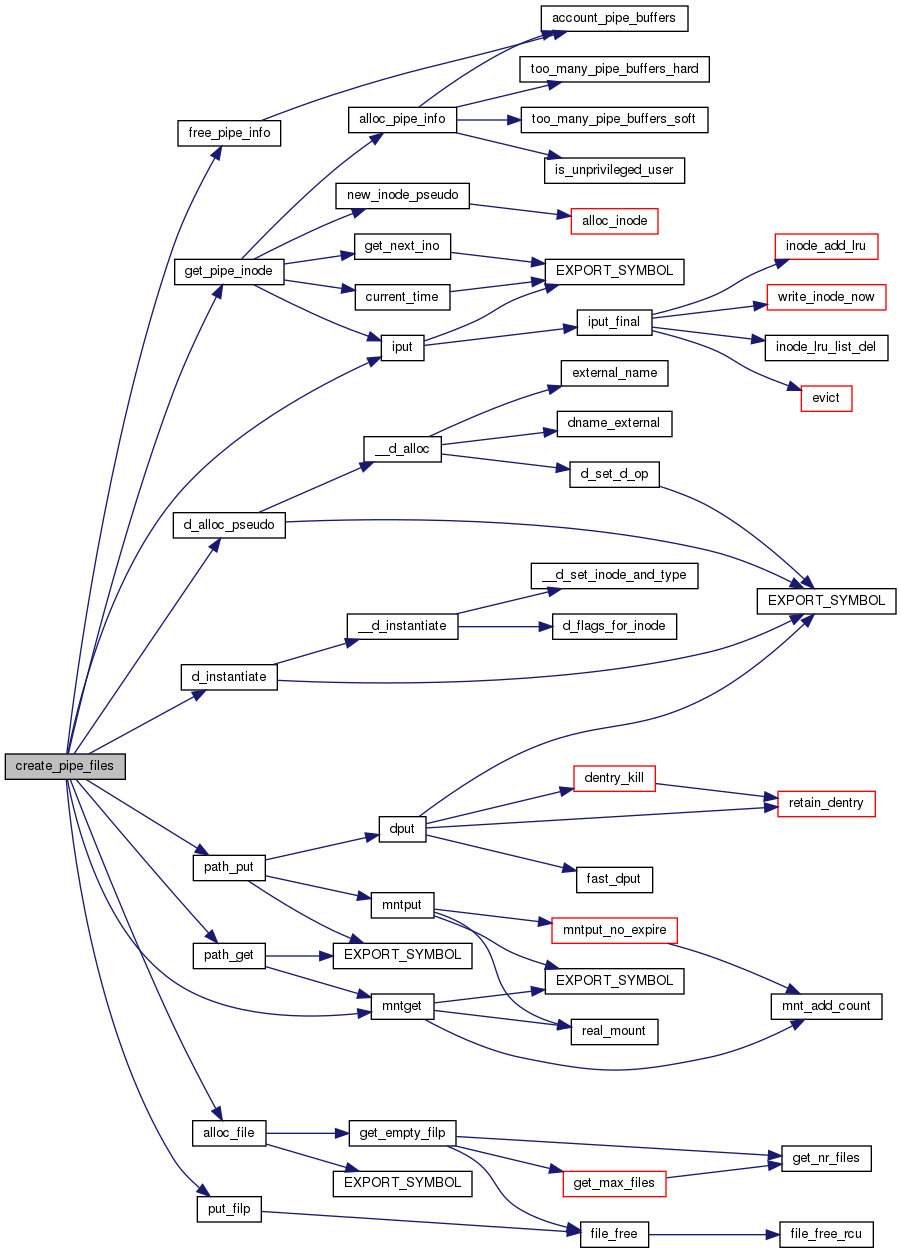 account_pipe_buffers
too_many_pipe_buffers_hard
alloc_pipe_info
too_many_pipe_buffers_soft
free_pipe_info
is_unprivileged_user
new_inode_pseudo
alloc_inode
get_next_ino
inode_add_lru
get_pipe_inode
EXPORT_SYMBOL
current_time
write_inode_now
iput_final
iput
inode_lru_list_del
external_name
evict
dname_external
__d_alloc
d_set_d_op
d_alloc_pseudo
__d_set_inode_and_type
EXPORT_SYMBOL
__d_instantiate
d_flags_for_inode
d_instantiate
create_pipe_files
dentry_kill
retain_dentry
dput
path_put
fast_dput
mntput
mntput_no_expire
path_get
EXPORT_SYMBOL
EXPORT_SYMBOL
mntget
mnt_add_count
real_mount
alloc_file
get_empty_filp
get_nr_files
EXPORT_SYMBOL
get_max_files
put_filp
file_free
file_free_rcu